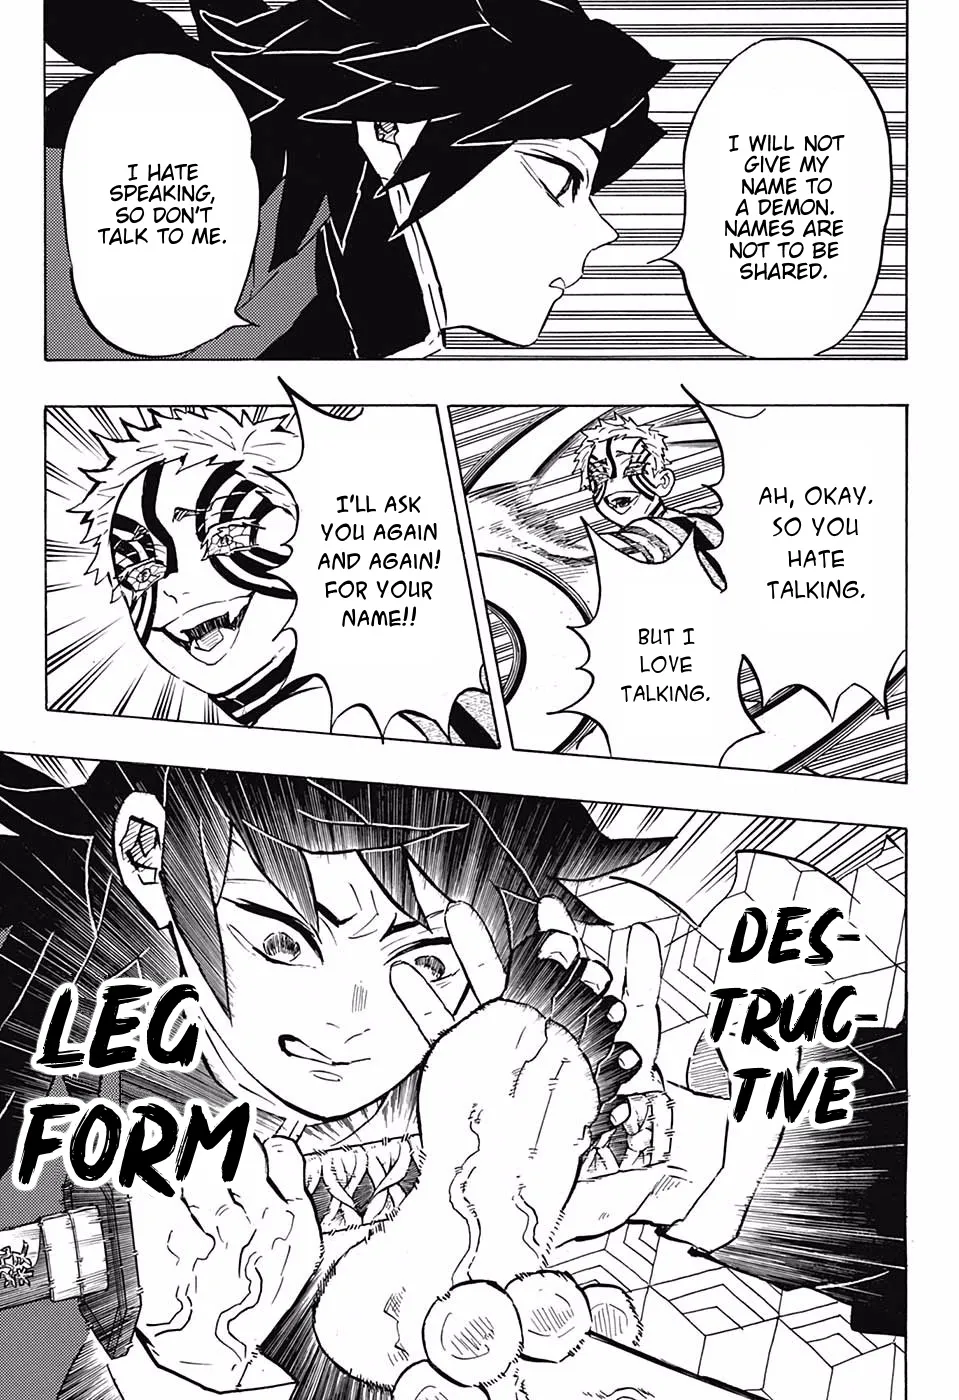 I WILL NOT
GIVE MY
NAME TO
A DEMON.
NAMES ARE
NOT TO BE
SHARED.
I HATE
SPEAKING,
SO DON'T
TALK TO ME.
AH, OKAY.
SO YOU
HATE
TALKING.
BUT I
LOVE
TALKING.
I'LL ASK
YOU AGAIN
AND AGAIN!
FOR YOUR
NAME!!
DES-
TRUC-
TIVE
LEG
FORM